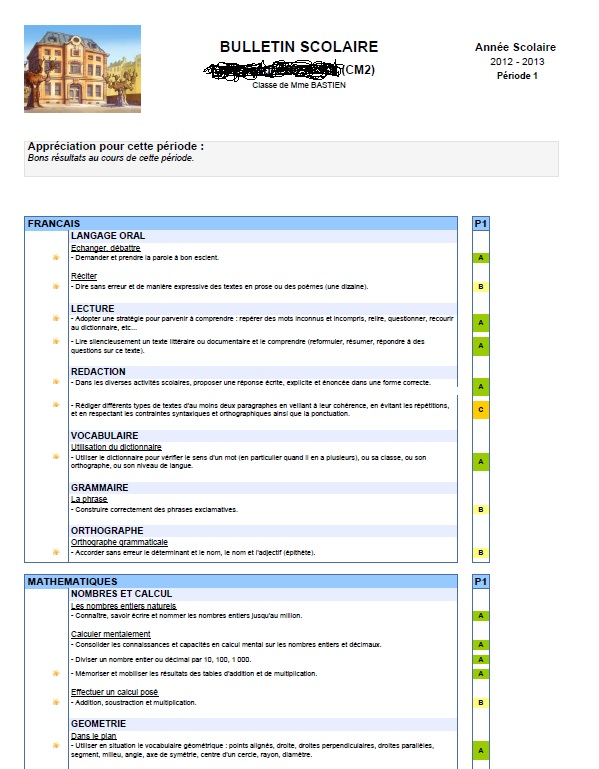 BULLETIN SCOLAIRE
(CM2)
Classe de Mme BASTIEN
Année Scolaire
2012 - 2013
Période 1
Appréciation pour cette période :
Bons résultats au cours de cette période.
FRANCAIS P1
LANGAGE ORAL
Echanger, débattre
- Demander et prendre la parole à bon escient. A
Réciter
- Dire sans erreur et de manière expressive des textes en prose ou des poèmes (une dizaine). B
LECTURE
- Adopter une stratégie pour parvenir à comprendre : repérer des mots inconnus et incompris, relire, questionner, recourir
au dictionnaire, etc... A
- Lire silencieusement un texte littéraire ou documentaire et le comprendre (reformuler, résumer, répondre à des
questions sur ce texte). A
REDACTION
- Dans les diverses activités scolaires, proposer une réponse écrite, explicite et énoncée dans une forme correcte. A
- Rédiger différents types de textes d'au moins deux paragraphes en veillant à leur cohérence, en évitant les répétitions,
et en respectant les contraintes syntaxiques et orthographiques ainsi que la ponctuation. C
VOCABULAIRE
Utilisation du dictionnaire
- Utiliser le dictionnaire pour vérifier le sens d'un mot (en particulier quand il en a plusieurs), ou sa classe, ou son
orthographe, ou son niveau de langue. A
GRAMMAIRE
La phrase
- Construire correctement des phrases exclamatives. B
ORTHOGRAPHE
Orthographe grammaticale
- Accorder sans erreur le déterminant et le nom, le nom et l'adjectif (épithète). B
MATHEMATIQUES P1
NOMBRES ET CALCUL
Les nombres entiers naturels
- Connaître, savoir écrire et nommer les nombres entiers jusqu'au million. A
Calculer mentalement
- Consolider les connaissances et capacités en calcul mental sur les nombres entiers et décimaux. A
- Diviser un nombre entier ou décimal par 10, 100, 1 000. A
- Mémoriser et mobiliser les résultats des tables d'addition et de multiplication. A
Effectuer un calcul posé
- Addition, soustraction et multiplication. B
GEOMETRIE
Dans le plan
- Utiliser en situation le vocabulaire géométrique : points alignés, droite, droites perpendiculaires, droites parallèles,
segment, milieu, angle, axe de symétrie, centre d'un cercle, rayon, diamètre. A